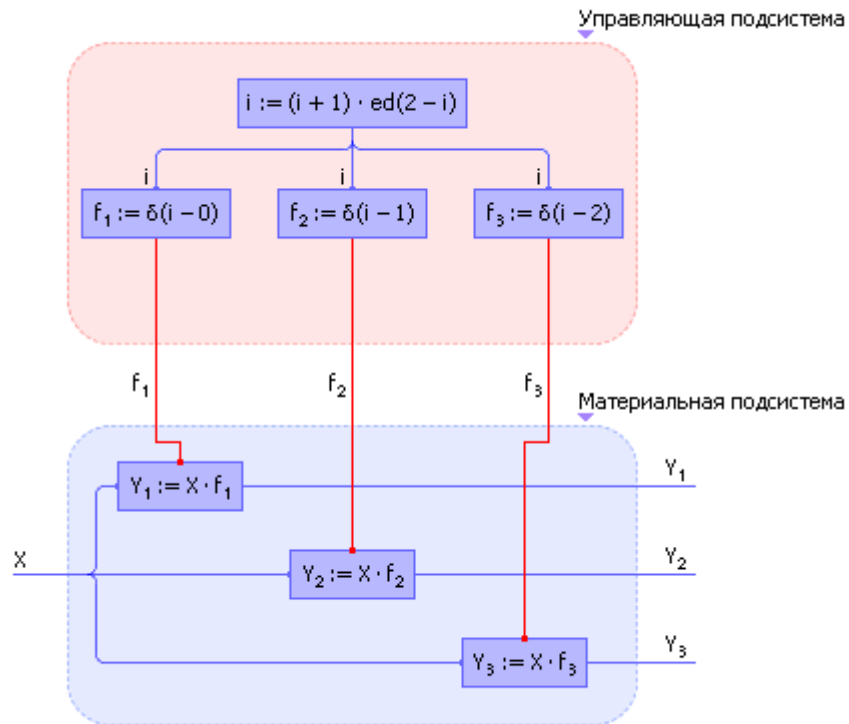 Управляющая подсистема
i := (i + 1) · ed(2 – i)
i i i
f₁ := δ(i – 0) f₂ := δ(i – 1) f₃ := δ(i – 2)
f₁ f₂ f₃
Материальная подсистема
Y₁ := X · f₁ Y₁
X Y₂ := X · f₂ Y₂
Y₃ := X · f₃ Y₃